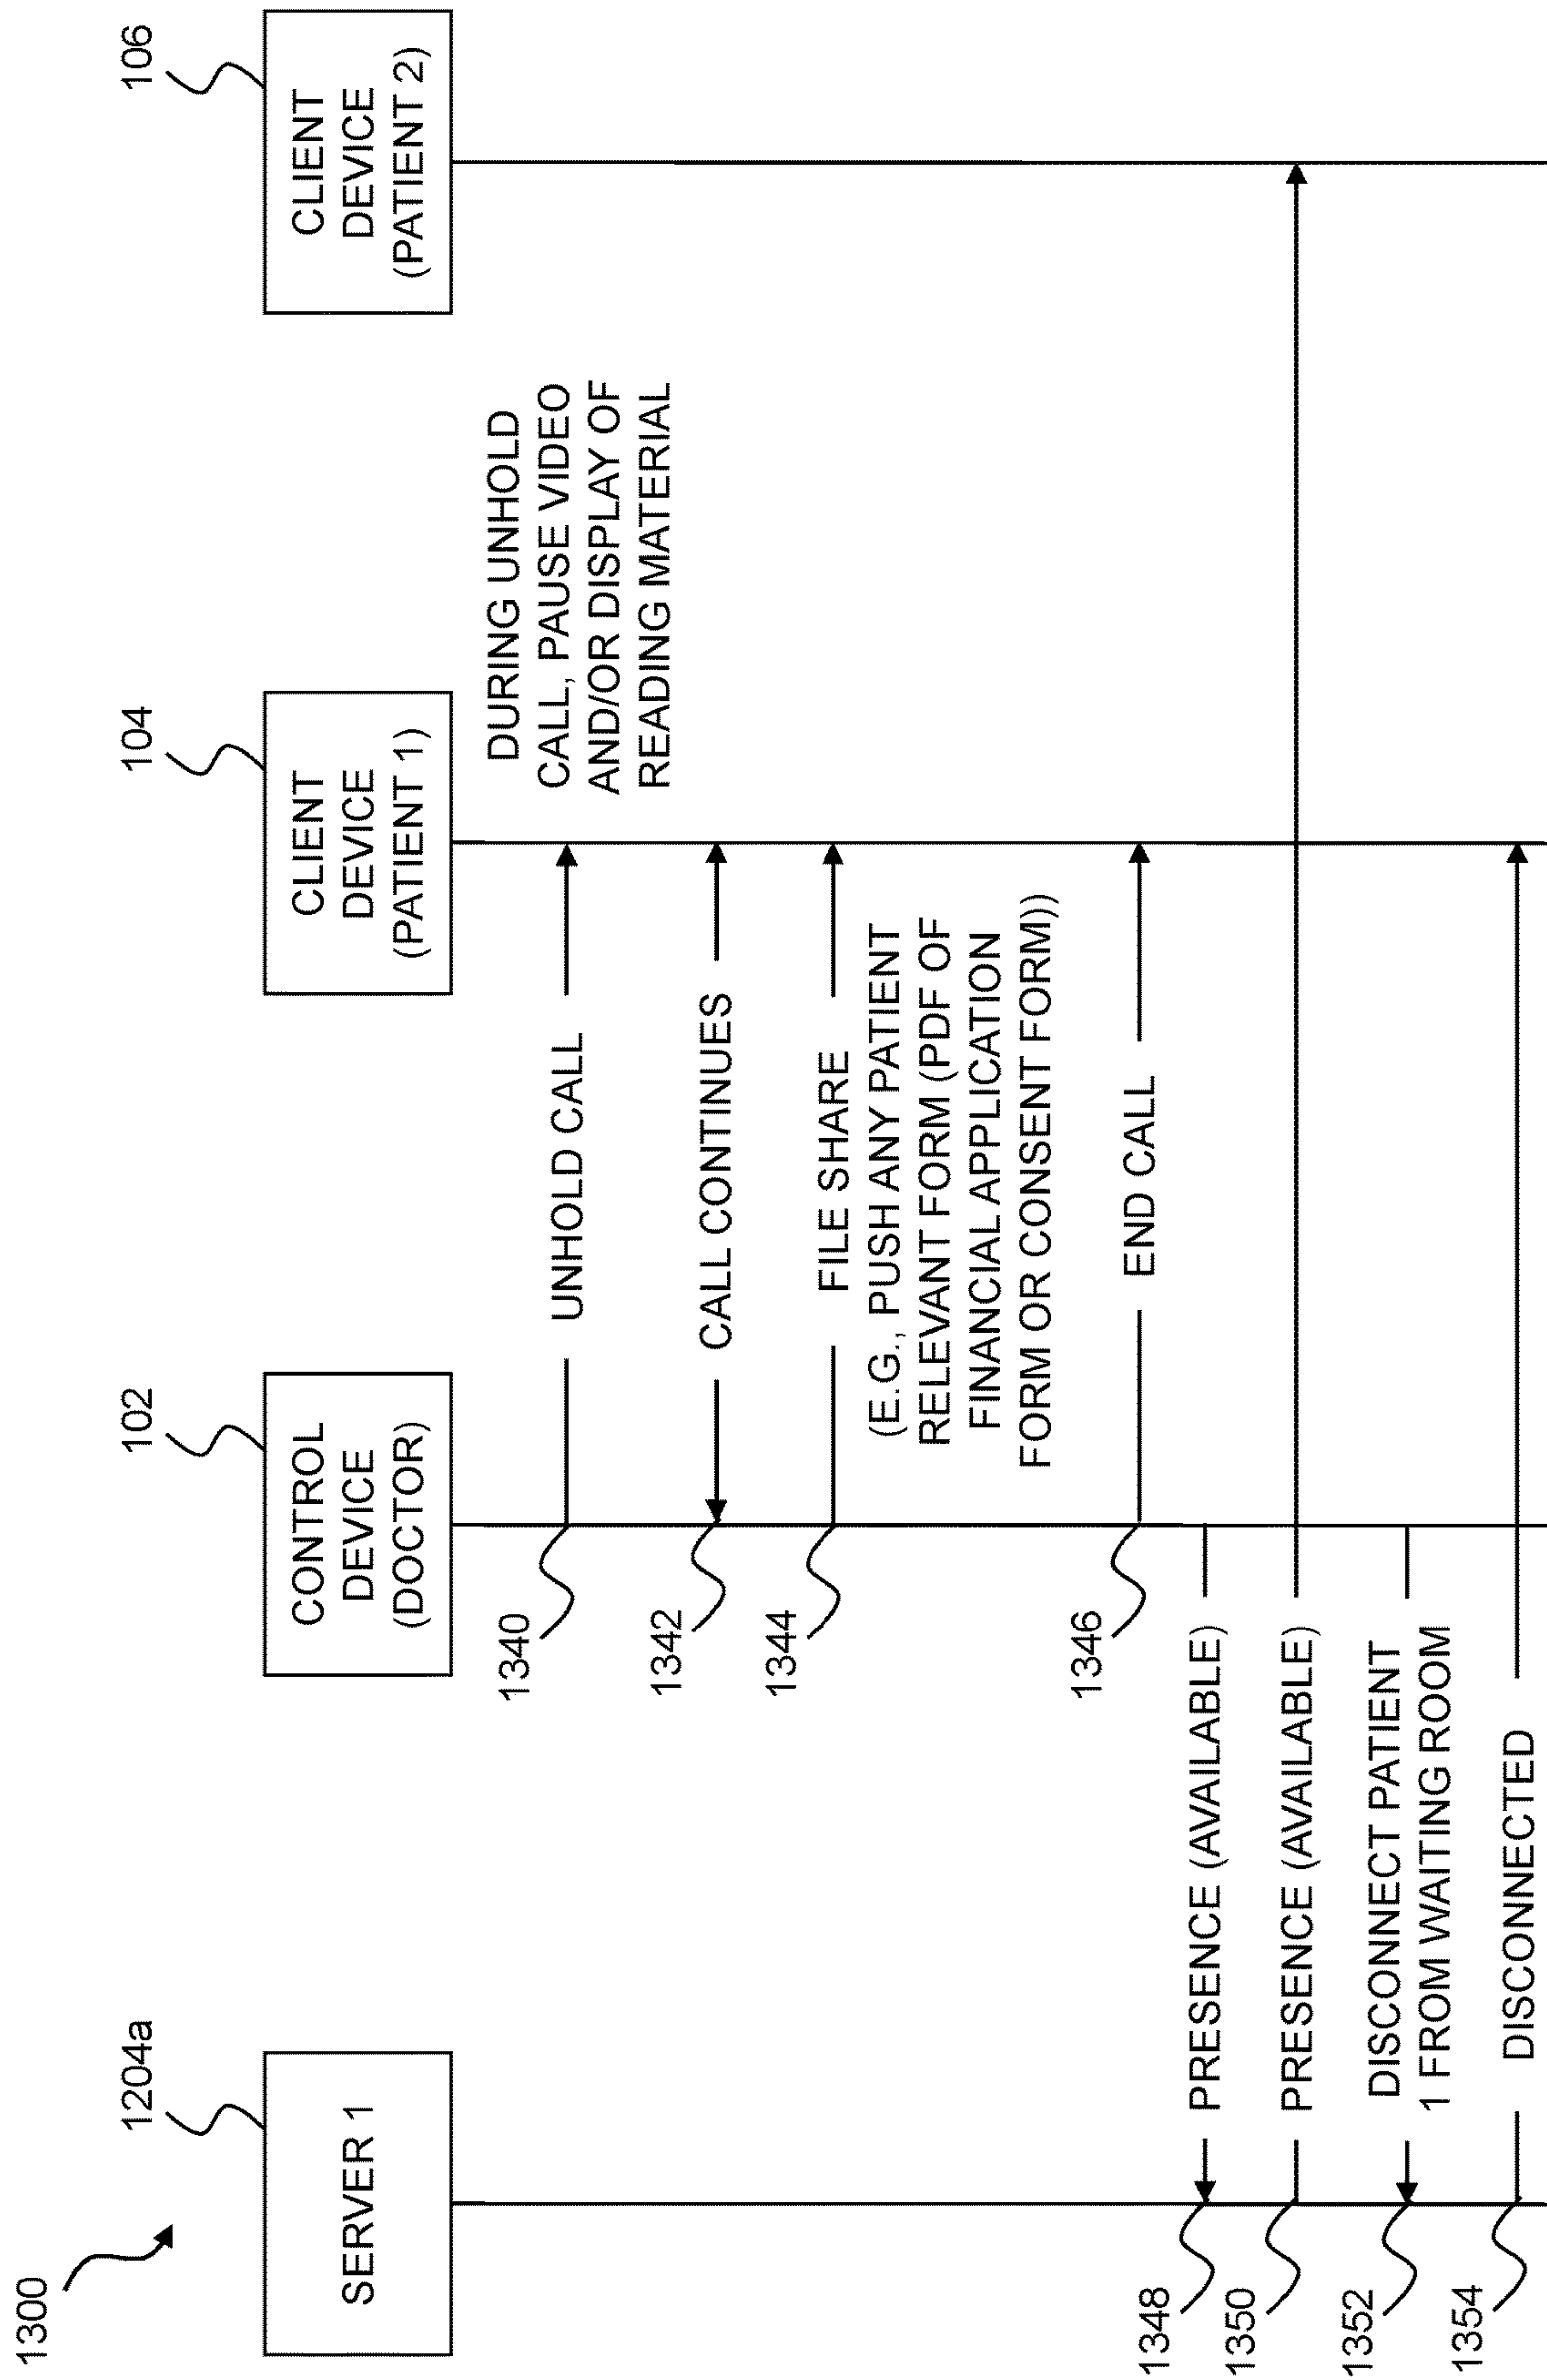 1300
1204a
SERVER 1
102
CONTROL
DEVICE
(DOCTOR)
104
CLIENT
DEVICE
(PATIENT 1)
106
CLIENT
DEVICE
(PATIENT 2)
1340
UNHOLD CALL
DURING UNHOLD
CALL, PAUSE VIDEO
AND/OR DISPLAY OF
READING MATERIAL
1342
CALL CONTINUES
1344
FILE SHARE
(E.G., PUSH ANY PATIENT
RELEVANT FORM (PDF OF
FINANCIAL APPLICATION
FORM OR CONSENT FORM))
1346
END CALL
1348
PRESENCE (AVAILABLE)
1350
PRESENCE (AVAILABLE)
1352
DISCONNECT PATIENT
1 FROM WAITING ROOM
1354
DISCONNECTED